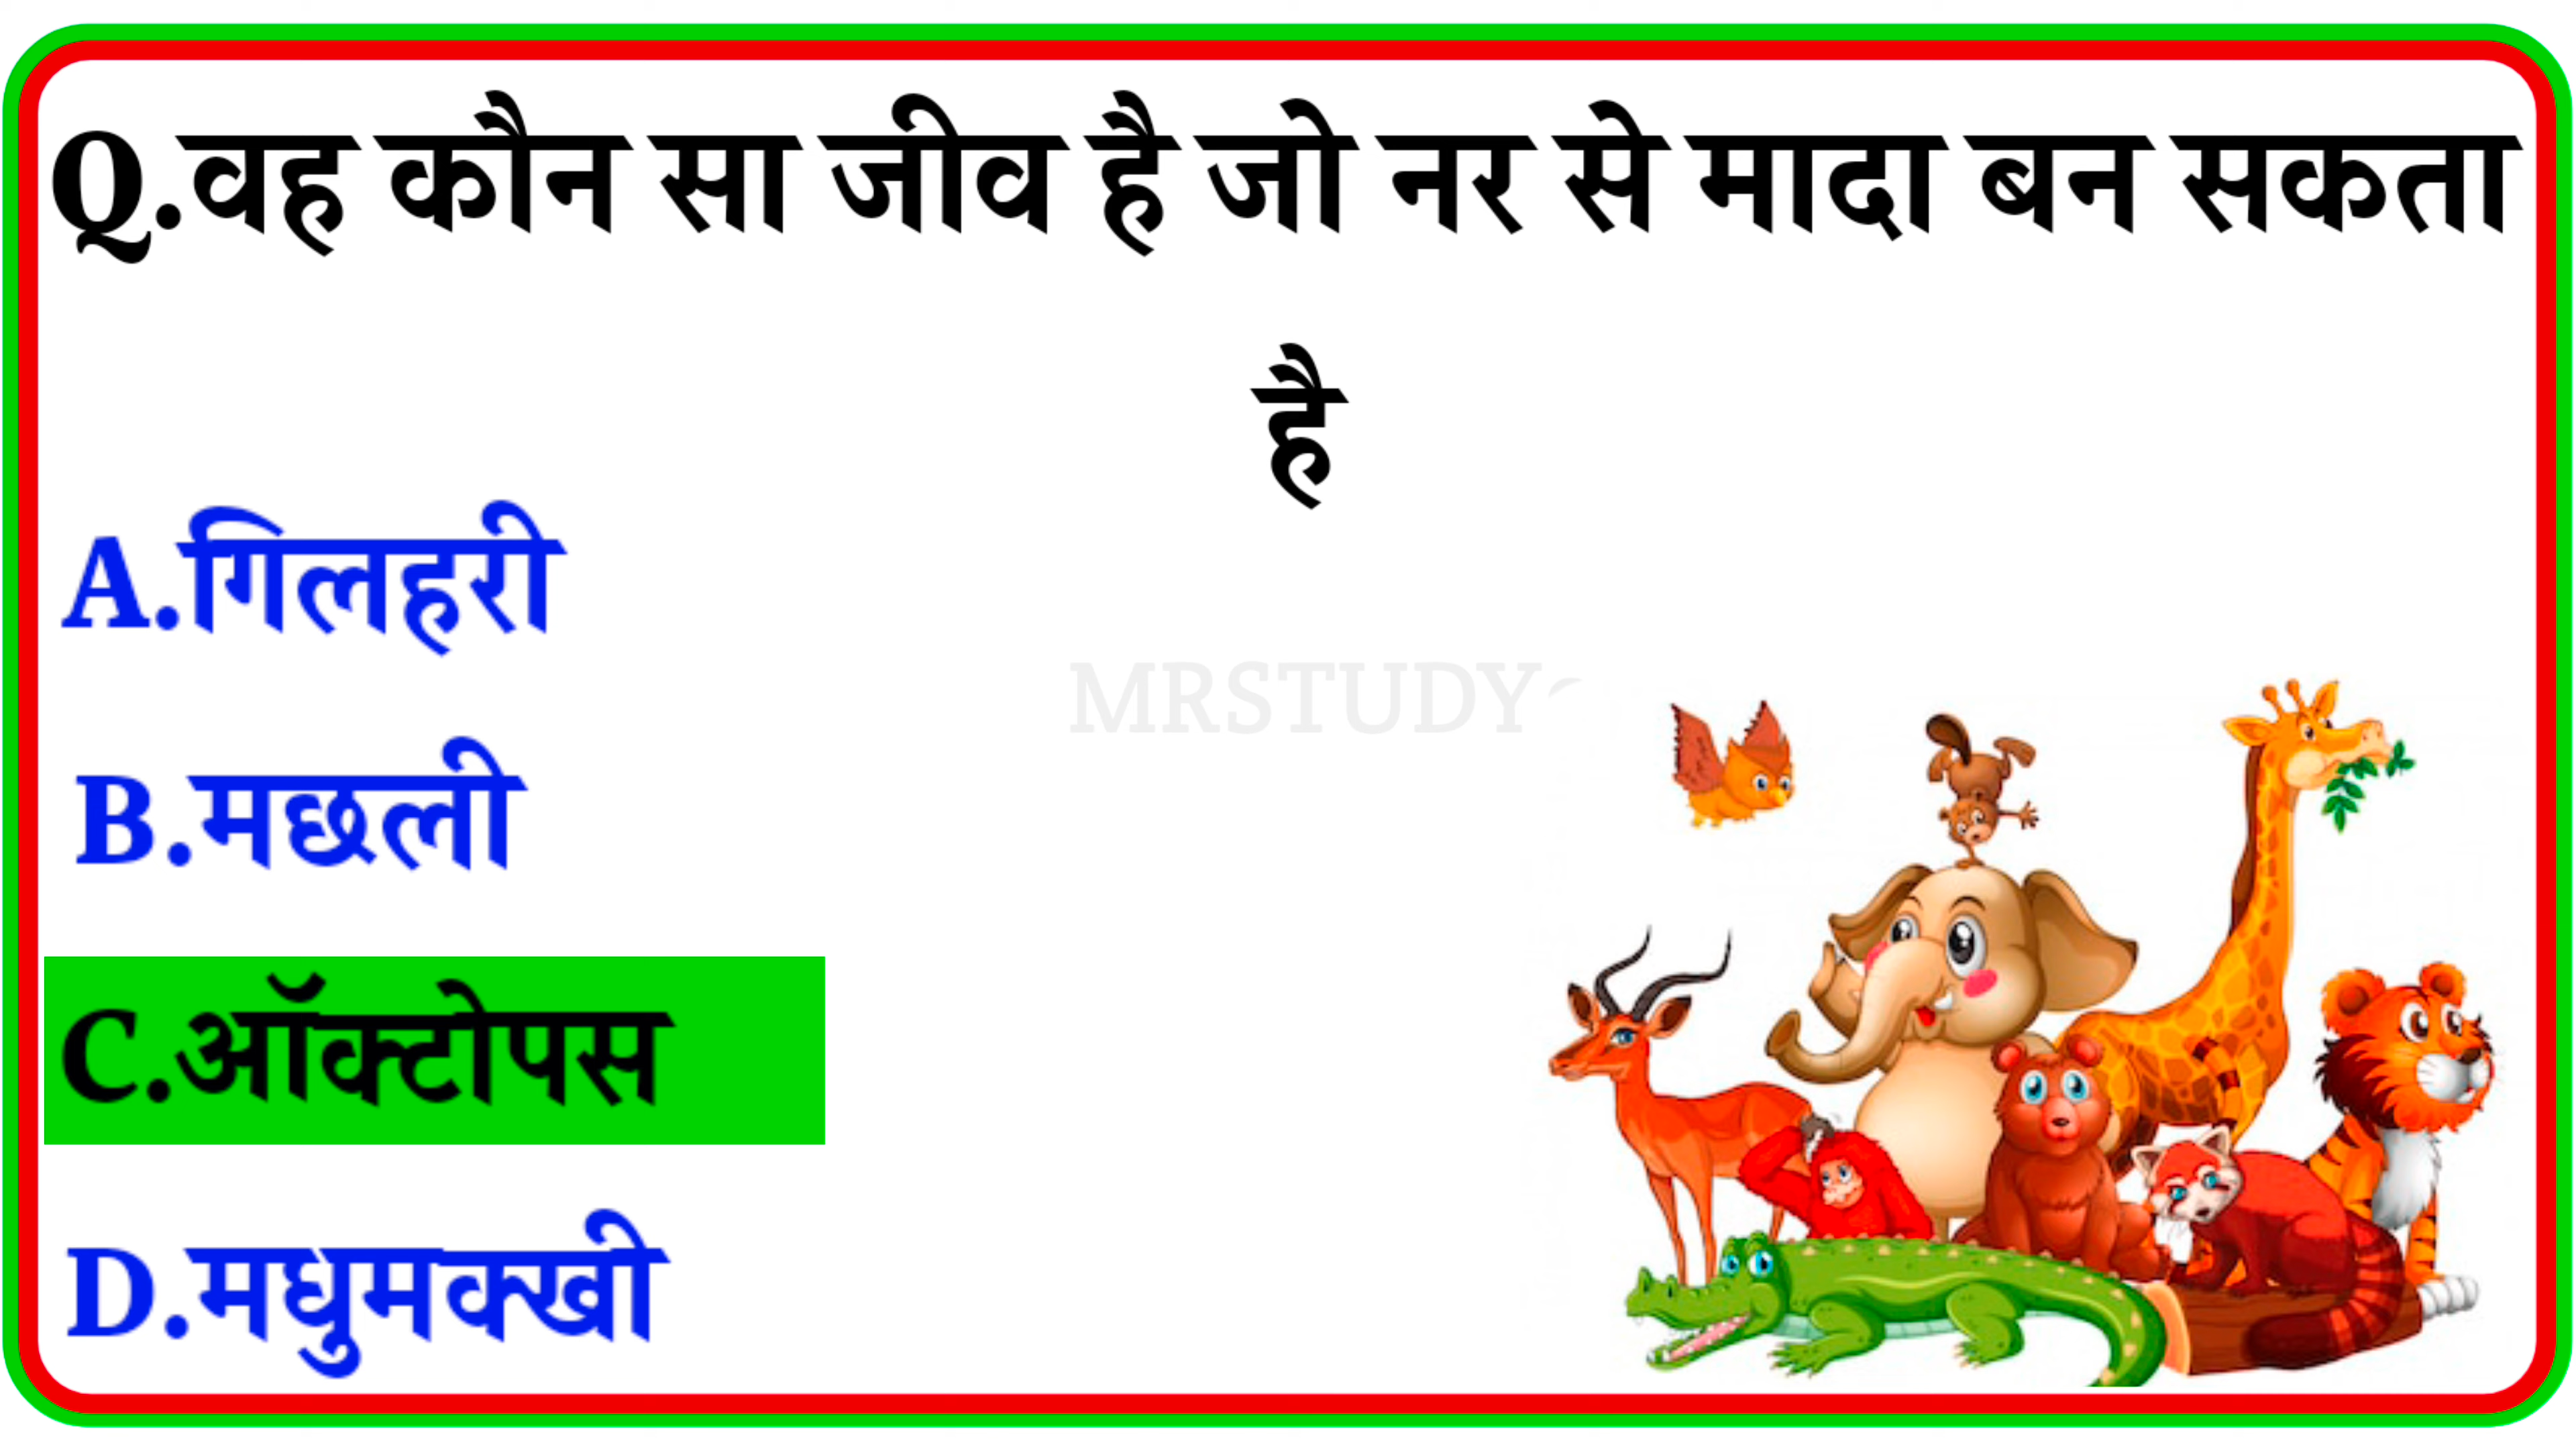 Q.वह कौन सा जीव है जो नर से मादा बन सकता
है
A.गिलहरी
MRSTUDY
B.मछली
C.ऑक्टोपस
D.मधुमक्खी